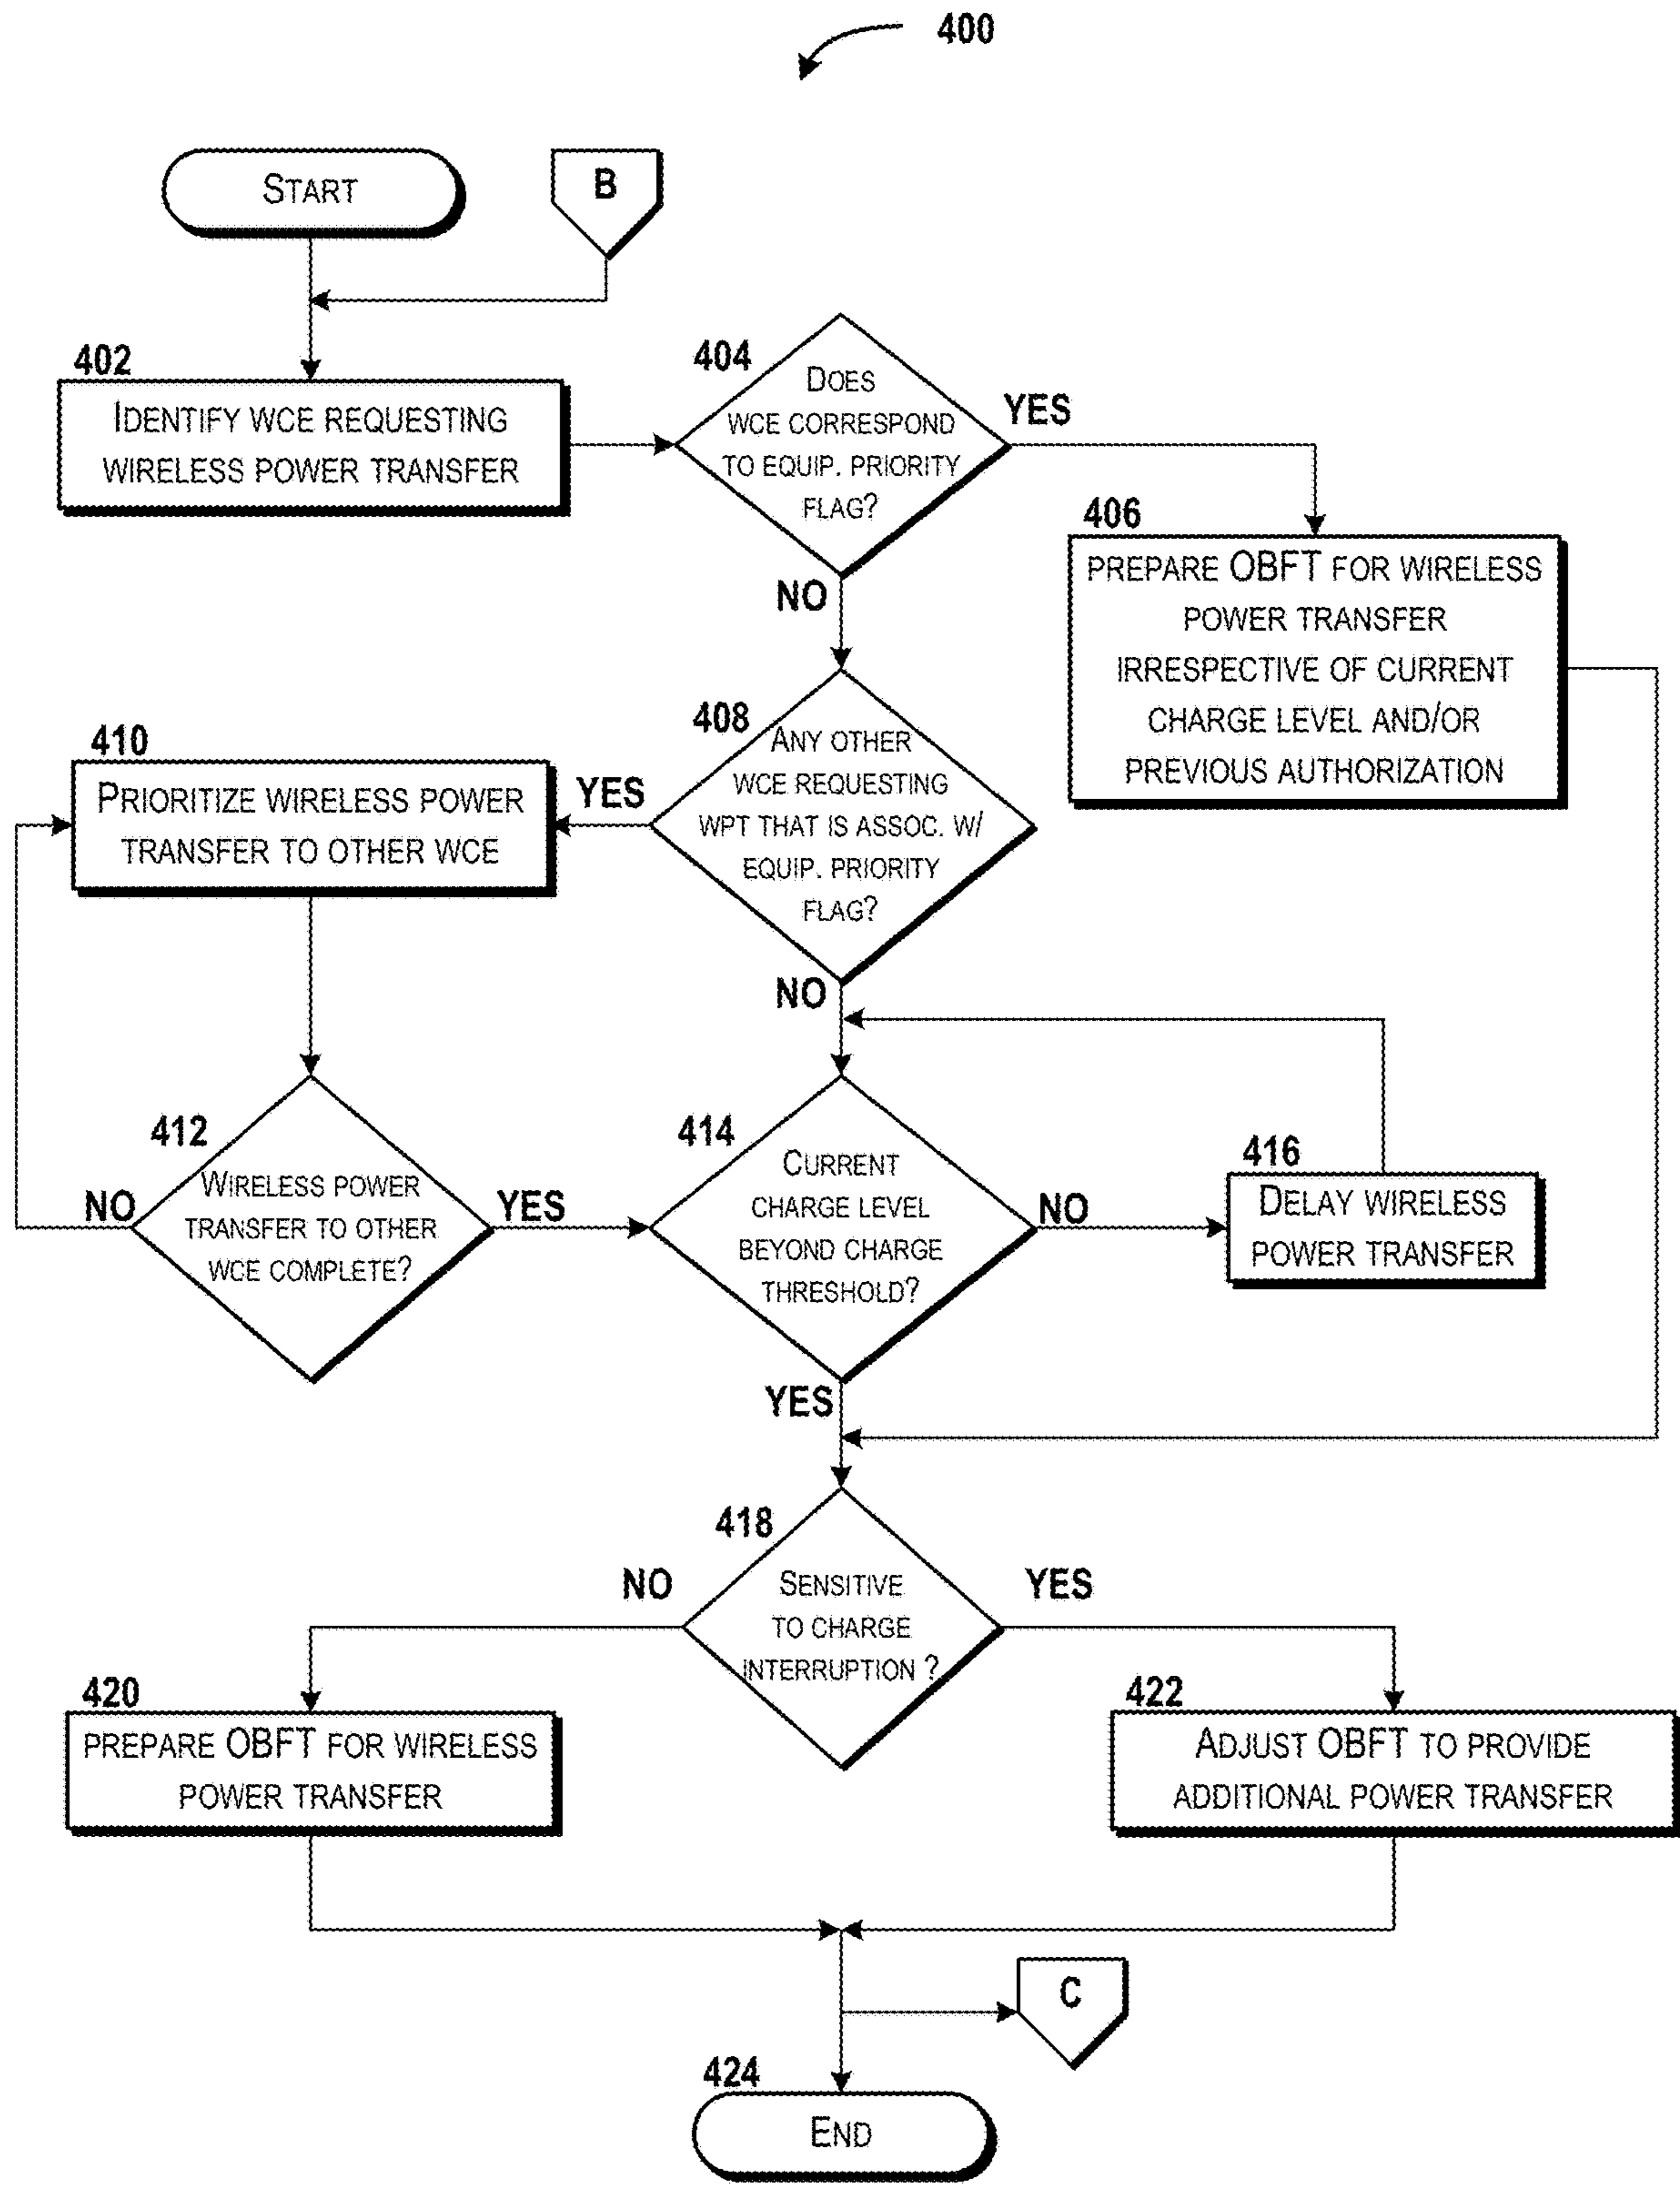 400
START
B
402
IDENTIFY WCE REQUESTING
WIRELESS POWER TRANSFER
404
DOES
WCE CORRESPOND
TO EQUIP. PRIORITY
FLAG?
YES
NO
406
PREPARE OBFT FOR WIRELESS
POWER TRANSFER
IRRESPECTIVE OF CURRENT
CHARGE LEVEL AND/OR
PREVIOUS AUTHORIZATION
408
ANY OTHER
WCE REQUESTING
WPT THAT IS ASSOC. W/
EQUIP. PRIORITY
FLAG?
YES
NO
410
PRIORITIZE WIRELESS POWER
TRANSFER TO OTHER WCE
412
WIRELESS POWER
TRANSFER TO OTHER
WCE COMPLETE?
NO
YES
414
CURRENT
CHARGE LEVEL
BEYOND CHARGE
THRESHOLD?
NO
YES
416
DELAY WIRELESS
POWER TRANSFER
418
SENSITIVE
TO CHARGE
INTERRUPTION ?
NO
YES
420
PREPARE OBFT FOR WIRELESS
POWER TRANSFER
422
ADJUST OBFT TO PROVIDE
ADDITIONAL POWER TRANSFER
C
424
END